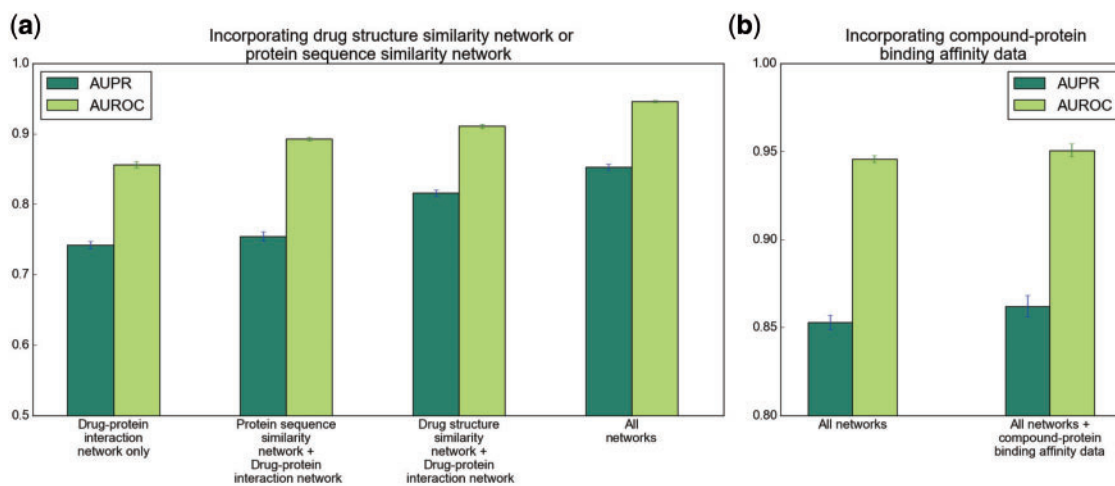 (a)
Incorporating drug structure similarity network or
protein sequence similarity network
1.0
0.9
0.8
0.7
0.6
0.5
AUPR
AUROC
Drug-protein
interaction
network only
Protein sequence
similarity
network +
Drug-protein
interaction network
Drug structure
similarity
network +
Drug-protein
interaction network
All
networks
(b)
Incorporating compound-protein
binding affinity data
1.00
0.95
0.90
0.85
0.80
AUPR
AUROC
All networks
All networks +
compound-protein
binding affinity data